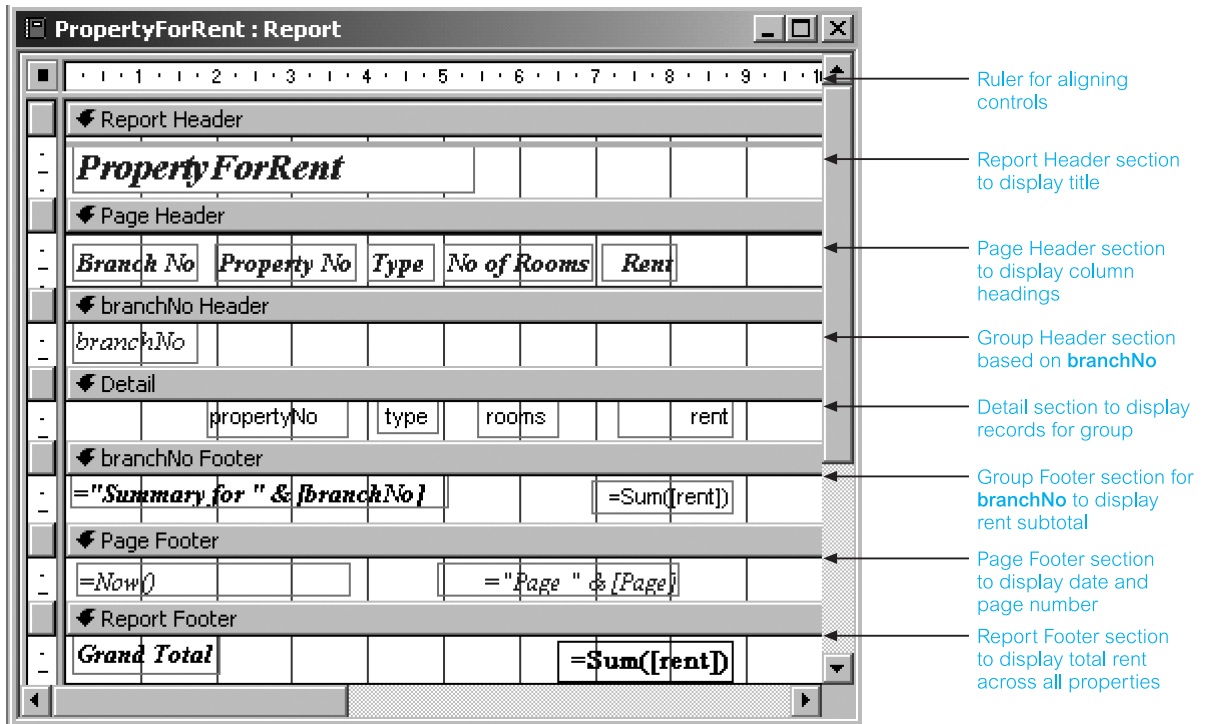 PropertyForRent : Report
1 2 3 4 5 6 7 8 9
Ruler for aligning
controls
Report Header
PropertyForRent
Report Header section
to display title
Page Header
Branch No Property No Type No of Rooms Rent
Page Header section
to display column
headings
branchNo Header
branchNo
Group Header section
based on branchNo
Detail
propertyNo type rooms rent
Detail section to display
records for group
branchNo Footer
="Summary for " & [branchNo] =Sum([rent])
Group Footer section for
branchNo to display
rent subtotal
Page Footer
=Now() ="Page " & [Page]
Page Footer section
to display date and
page number
Report Footer
Grand Total =Sum([rent])
Report Footer section
to display total rent
across all properties